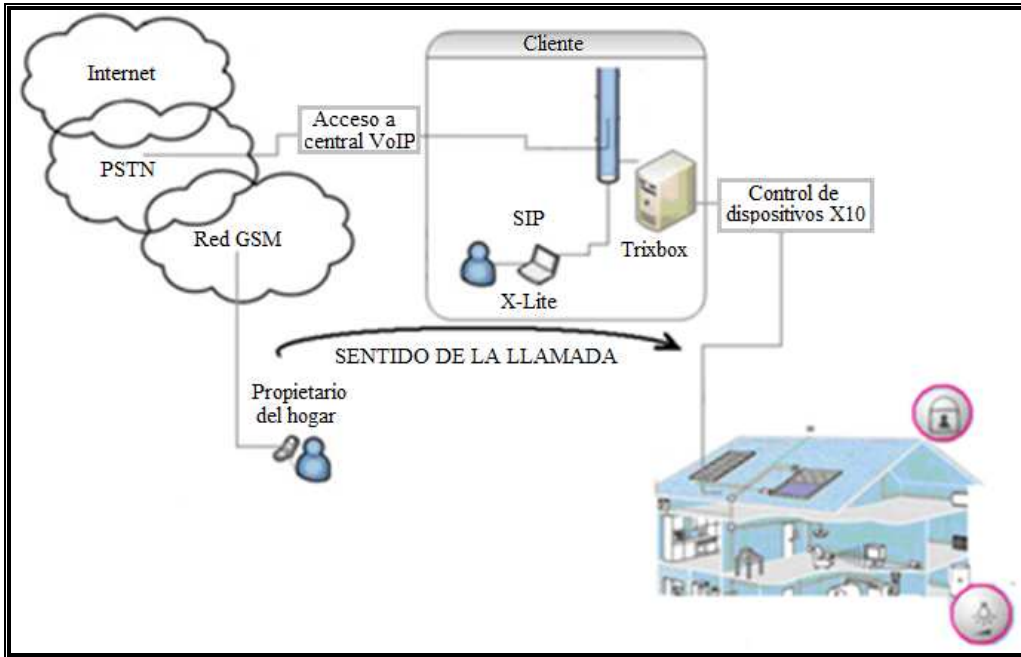 Internet
PSTN
Red GSM
Acceso a
central VoIP
Cliente
SIP
X-Lite
Trixbox
Control de
dispositivos X10
SENTIDO DE LA LLAMADA
Propietario
del hogar